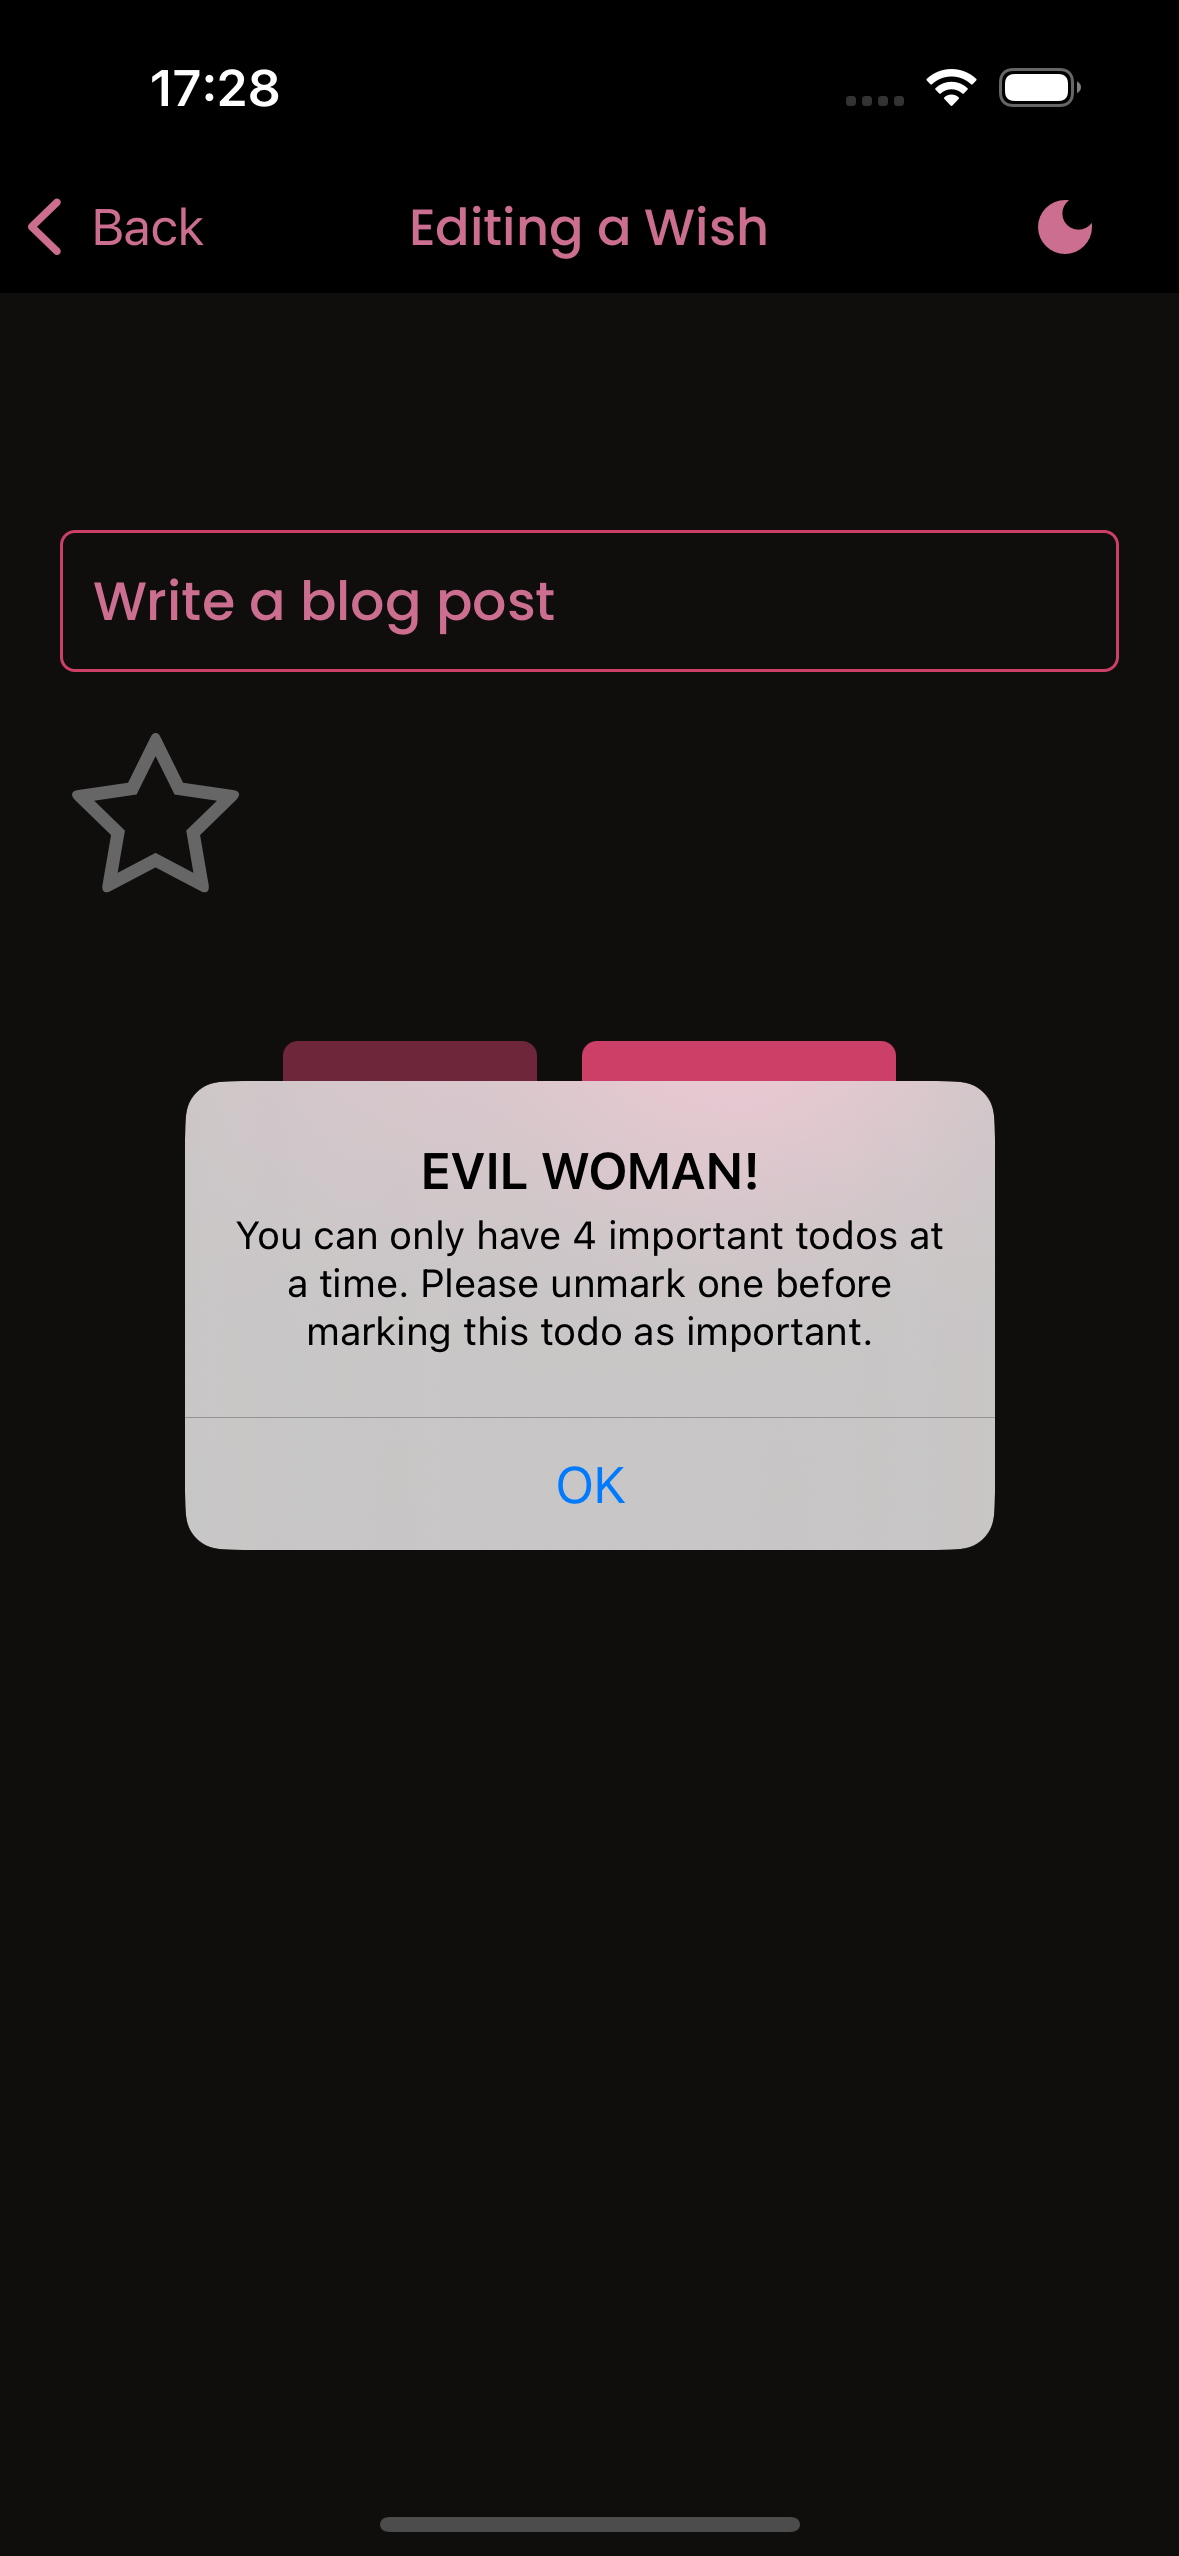 17:28
Back
Editing a Wish
Write a blog post
EVIL WOMAN!
You can only have 4 important todos at
a time. Please unmark one before
marking this todo as important.
OK